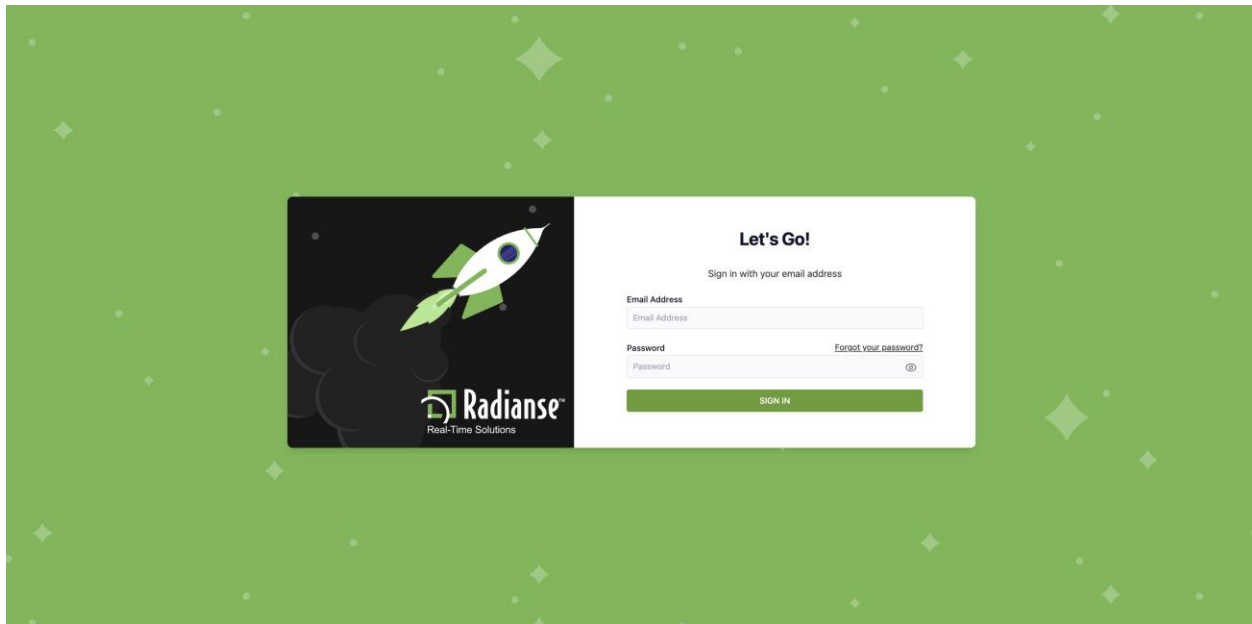 Let's Go!
Sign in with your email address
Email Address
Email Address
Password Forgot your password?
Password
SIGN IN
Radianse™
Real-Time Solutions